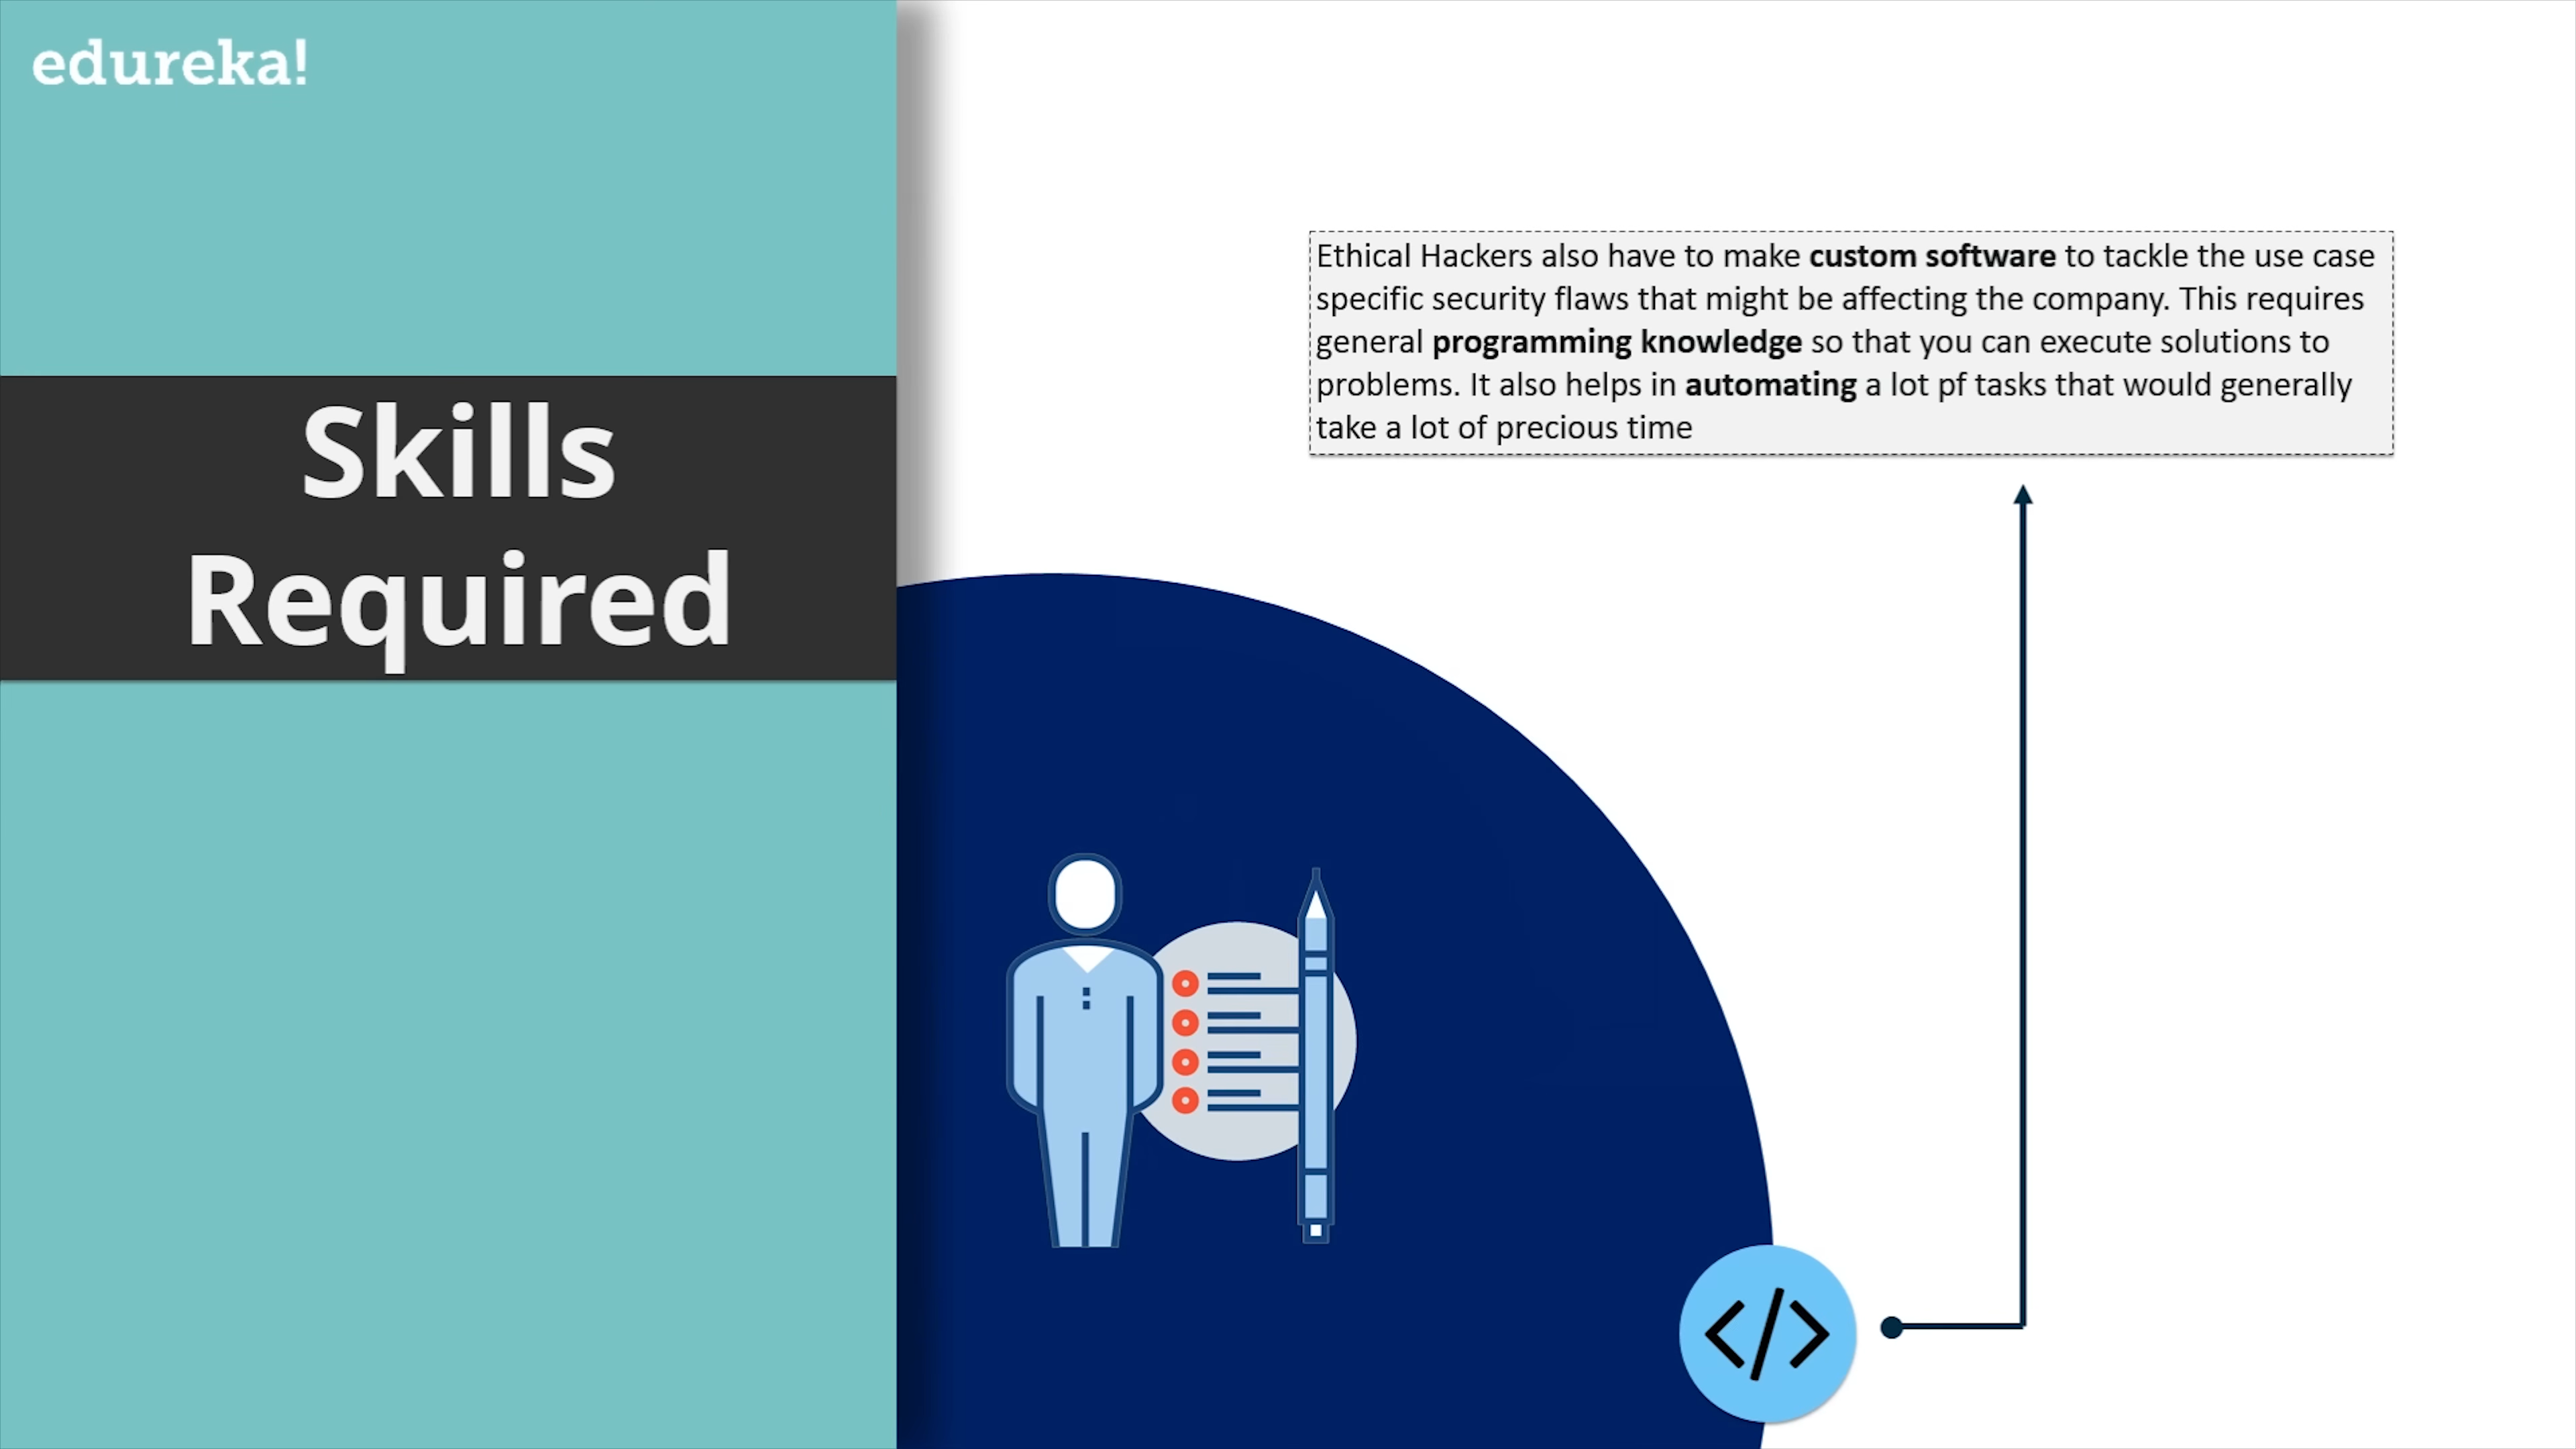 edureka!
Skills
Required
Ethical Hackers also have to make custom software to tackle the use case
specific security flaws that might be affecting the company. This requires
general programming knowledge so that you can execute solutions to
problems. It also helps in automating a lot pf tasks that would generally
take a lot of precious time
</>